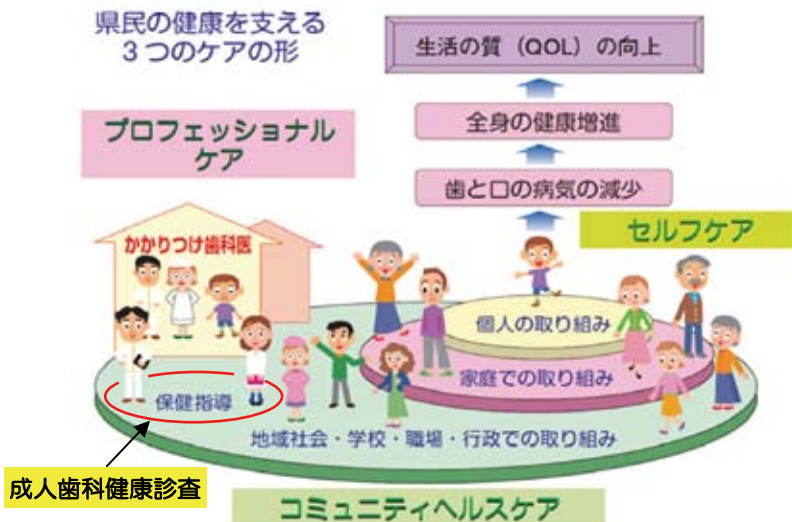 県民の健康を支える
3つのケアの形
生活の質（QOL）の向上
全身の健康増進
歯と口の病気の減少
プロフェッショナル
ケア
セルフケア
かかりつけ歯科医
個人の取り組み
家庭での取り組み
保健指導
地域社会・学校・職場・行政での取り組み
成人歯科健康診査
コミュニティヘルスケア